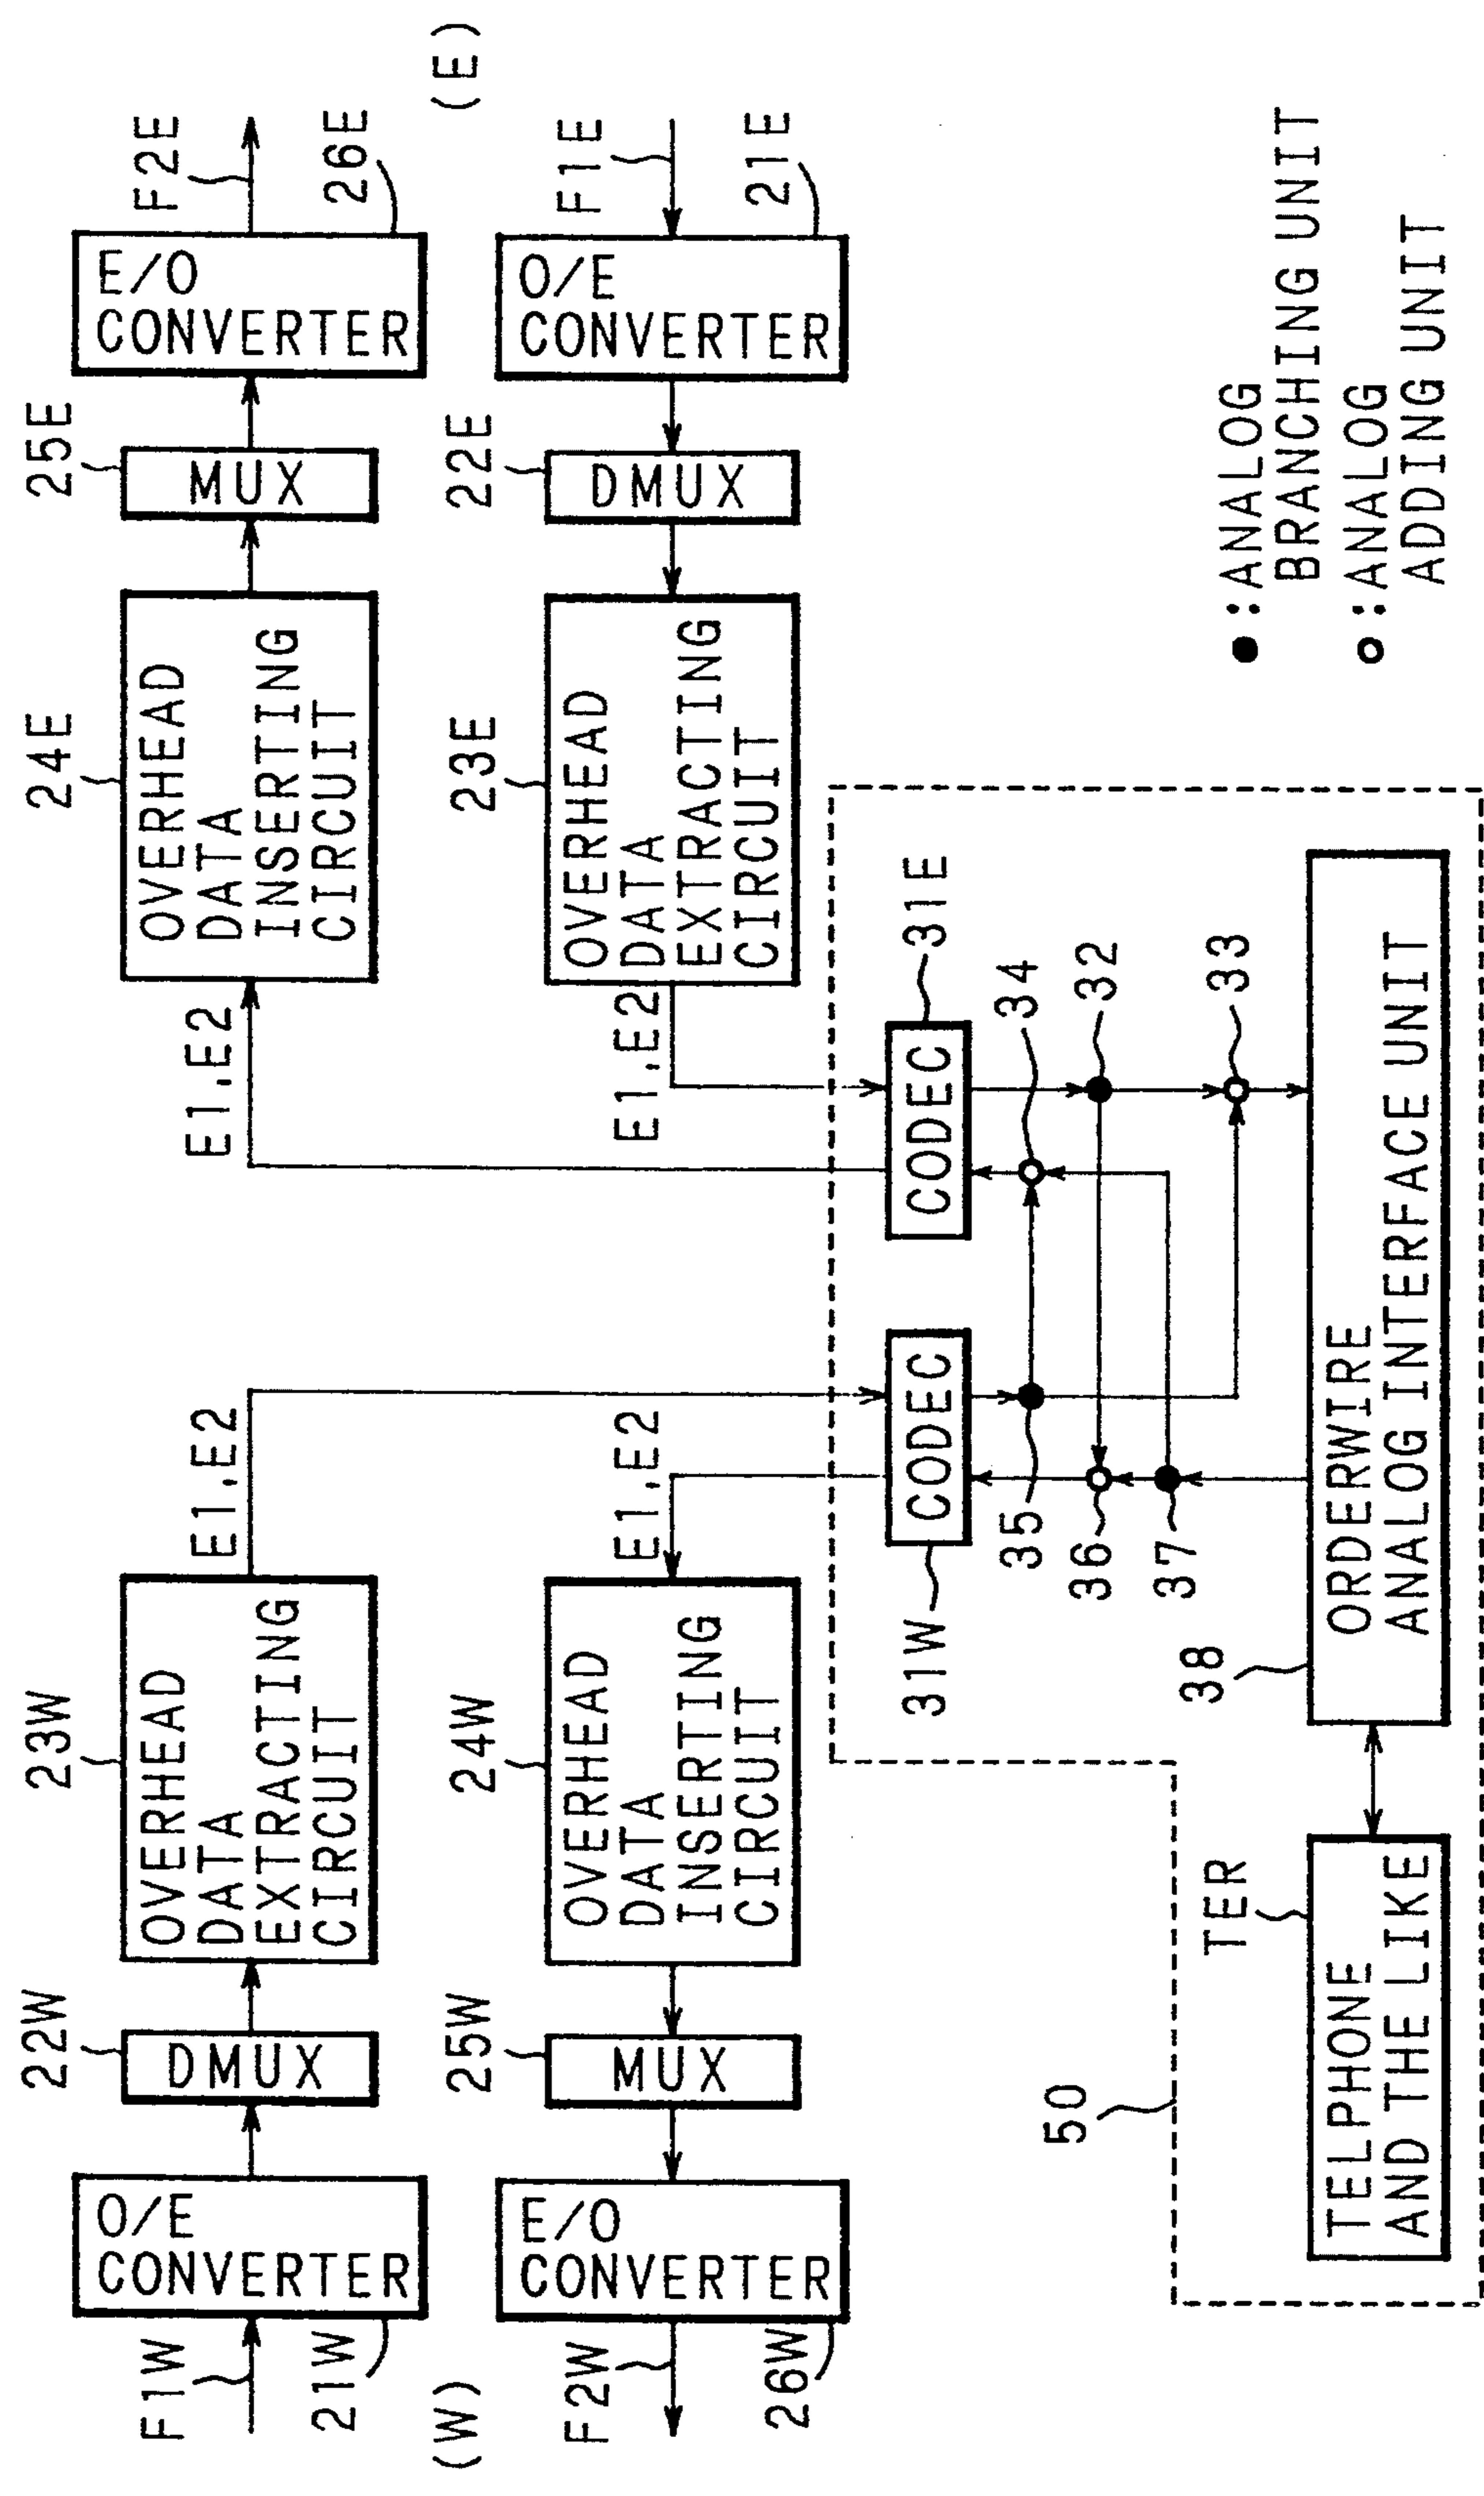 F1W
21W
O/E
CONVERTER
22W
DMUX
23W
OVERHEAD
DATA
EXTRACTING
CIRCUIT
E1,E2
E1,E2
24E
OVERHEAD
DATA
INSERTING
CIRCUIT
25E
MUX
E/O
CONVERTER
F2E
26E
(W)
(E)
F2W
26W
E/O
CONVERTER
25W
MUX
24W
OVERHEAD
DATA
INSERTING
CIRCUIT
E1,E2
E1,E2
23E
OVERHEAD
DATA
EXTRACTING
CIRCUIT
22E
DMUX
O/E
CONVERTER
F1E
21E
31W
CODEC
CODEC
31E
35
34
36
32
37
33
50
TER
TELPHONE
AND THE LIKE
38
ORDERWIRE
ANALOG INTERFACE UNIT
●:ANALOG
BRANCHING UNIT
○:ANALOG
ADDING UNIT